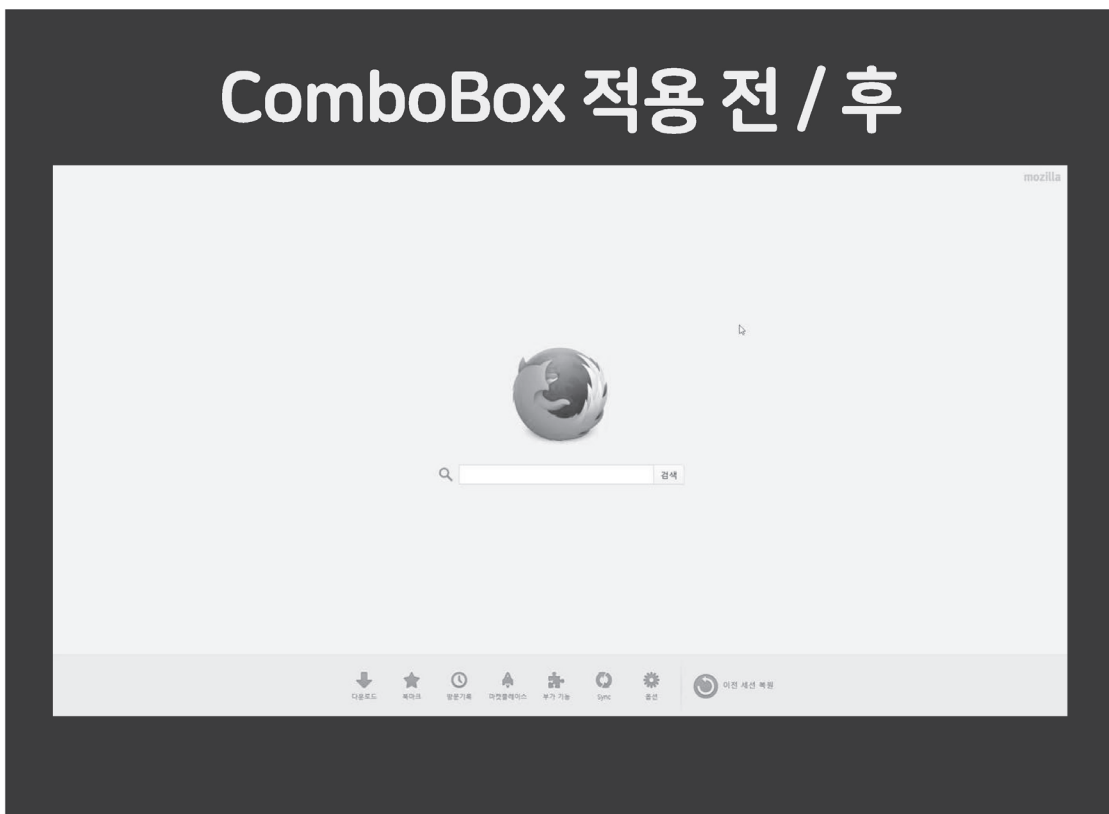 ComboBox 적용 전 / 후
mozilla
검색
다운로드 북마크 방문기록 마켓플레이스 부가 기능 Sync 옵션 이전 세션 복원